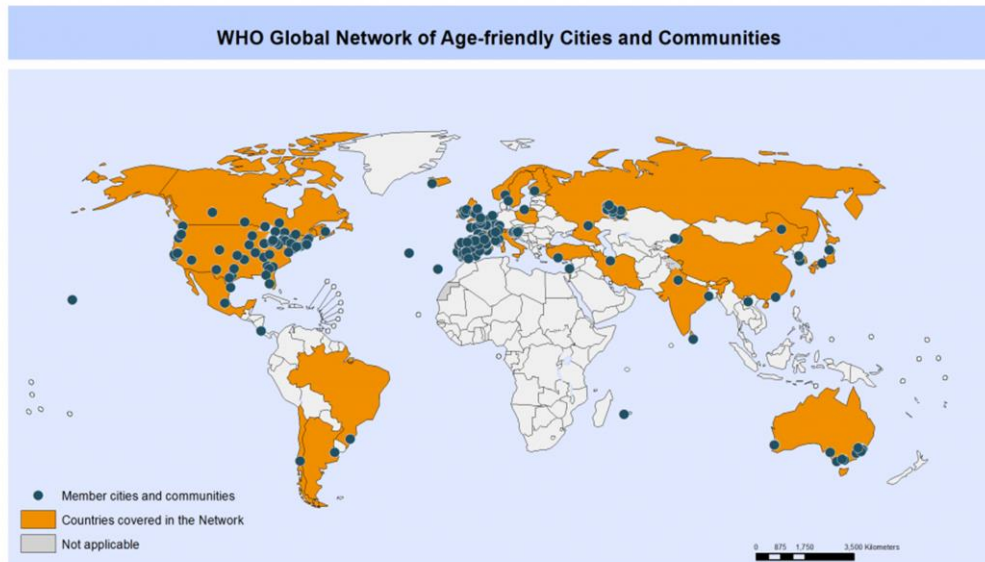 WHO Global Network of Age-friendly Cities and Communities
Member cities and communities
Countries covered in the Network
Not applicable
0 875 1,750 3,500 Kilometers